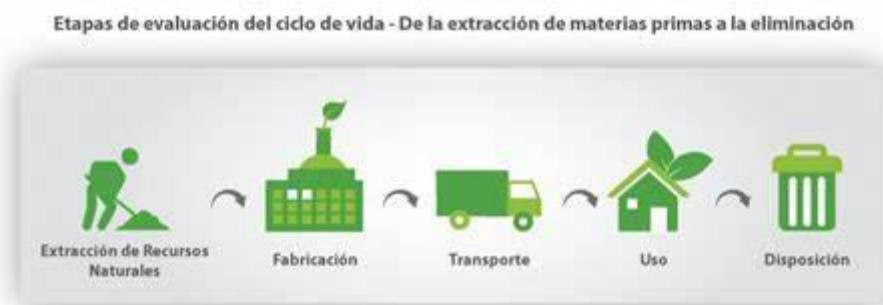 Etapas de evaluación del ciclo de vida - De la extracción de materias primas a la eliminación
Extracción de Recursos
Naturales
Fabricación
Transporte
Uso
Disposición